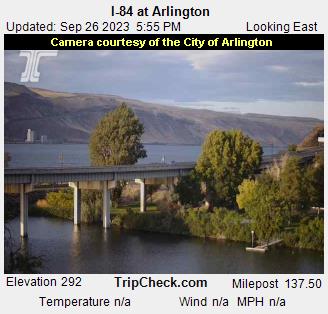 I-84 at Arlington
Updated: Sep 26 2023 5:55 PM Looking East
Camera courtesy of the City of Arlington
Elevation 292 TripCheck.com Milepost 137.50
Temperature n/a Wind n/a MPH n/a